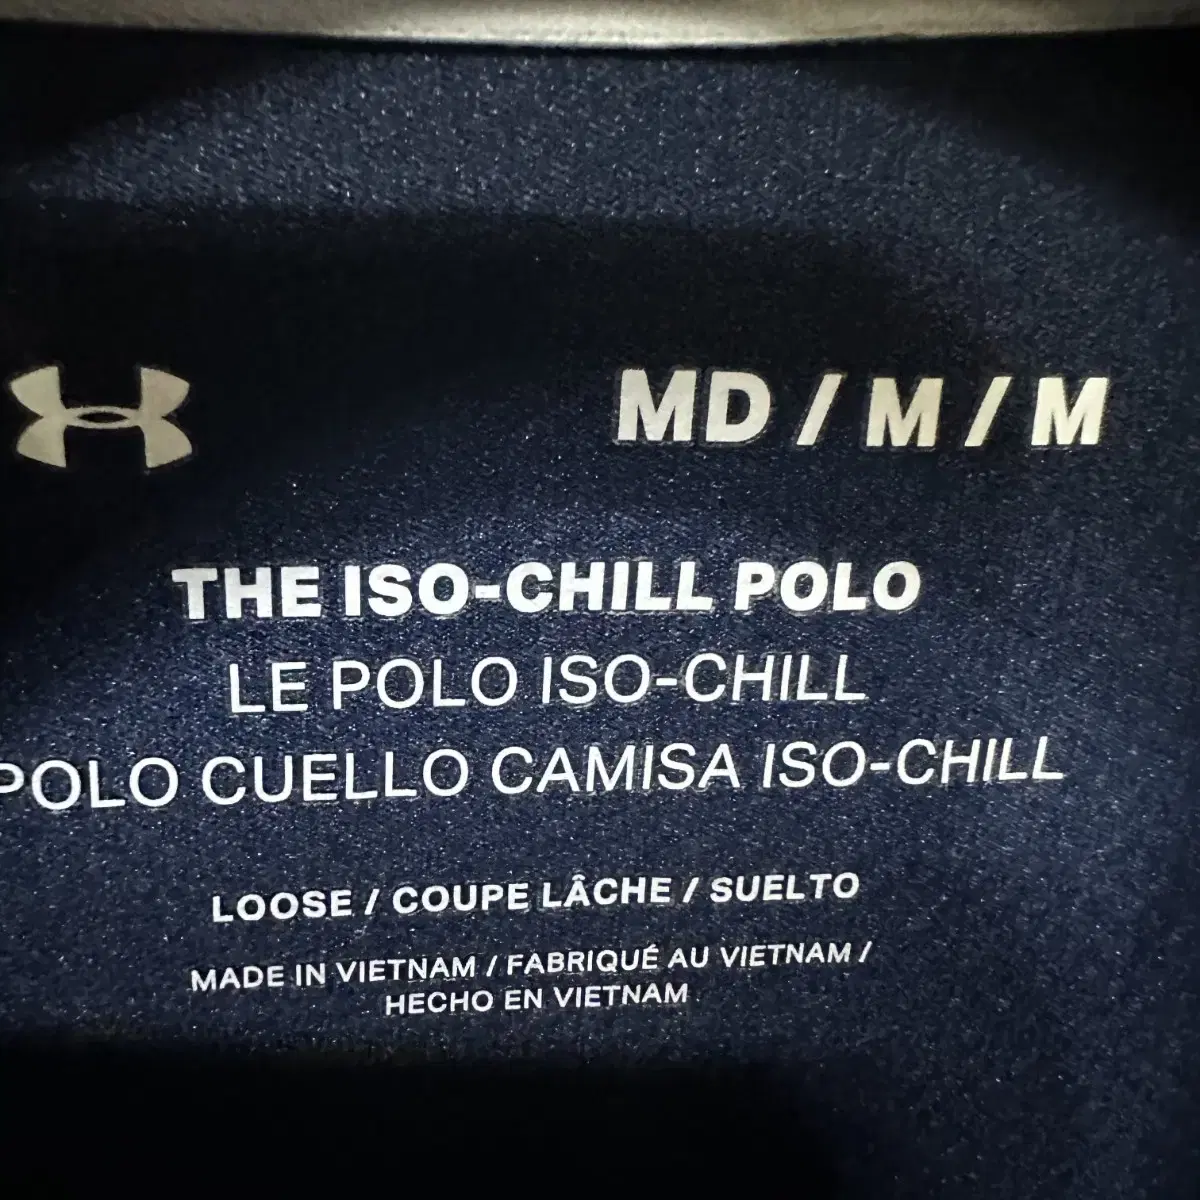 MD / M / M
THE ISO-CHILL POLO
LE POLO ISO-CHILL
POLO CUELLO CAMISA ISO-CHILL
LOOSE / COUPE LÂCHE / SUELTO
MADE IN VIETNAM / FABRIQUÉ AU VIETNAM /
HECHO EN VIETNAM